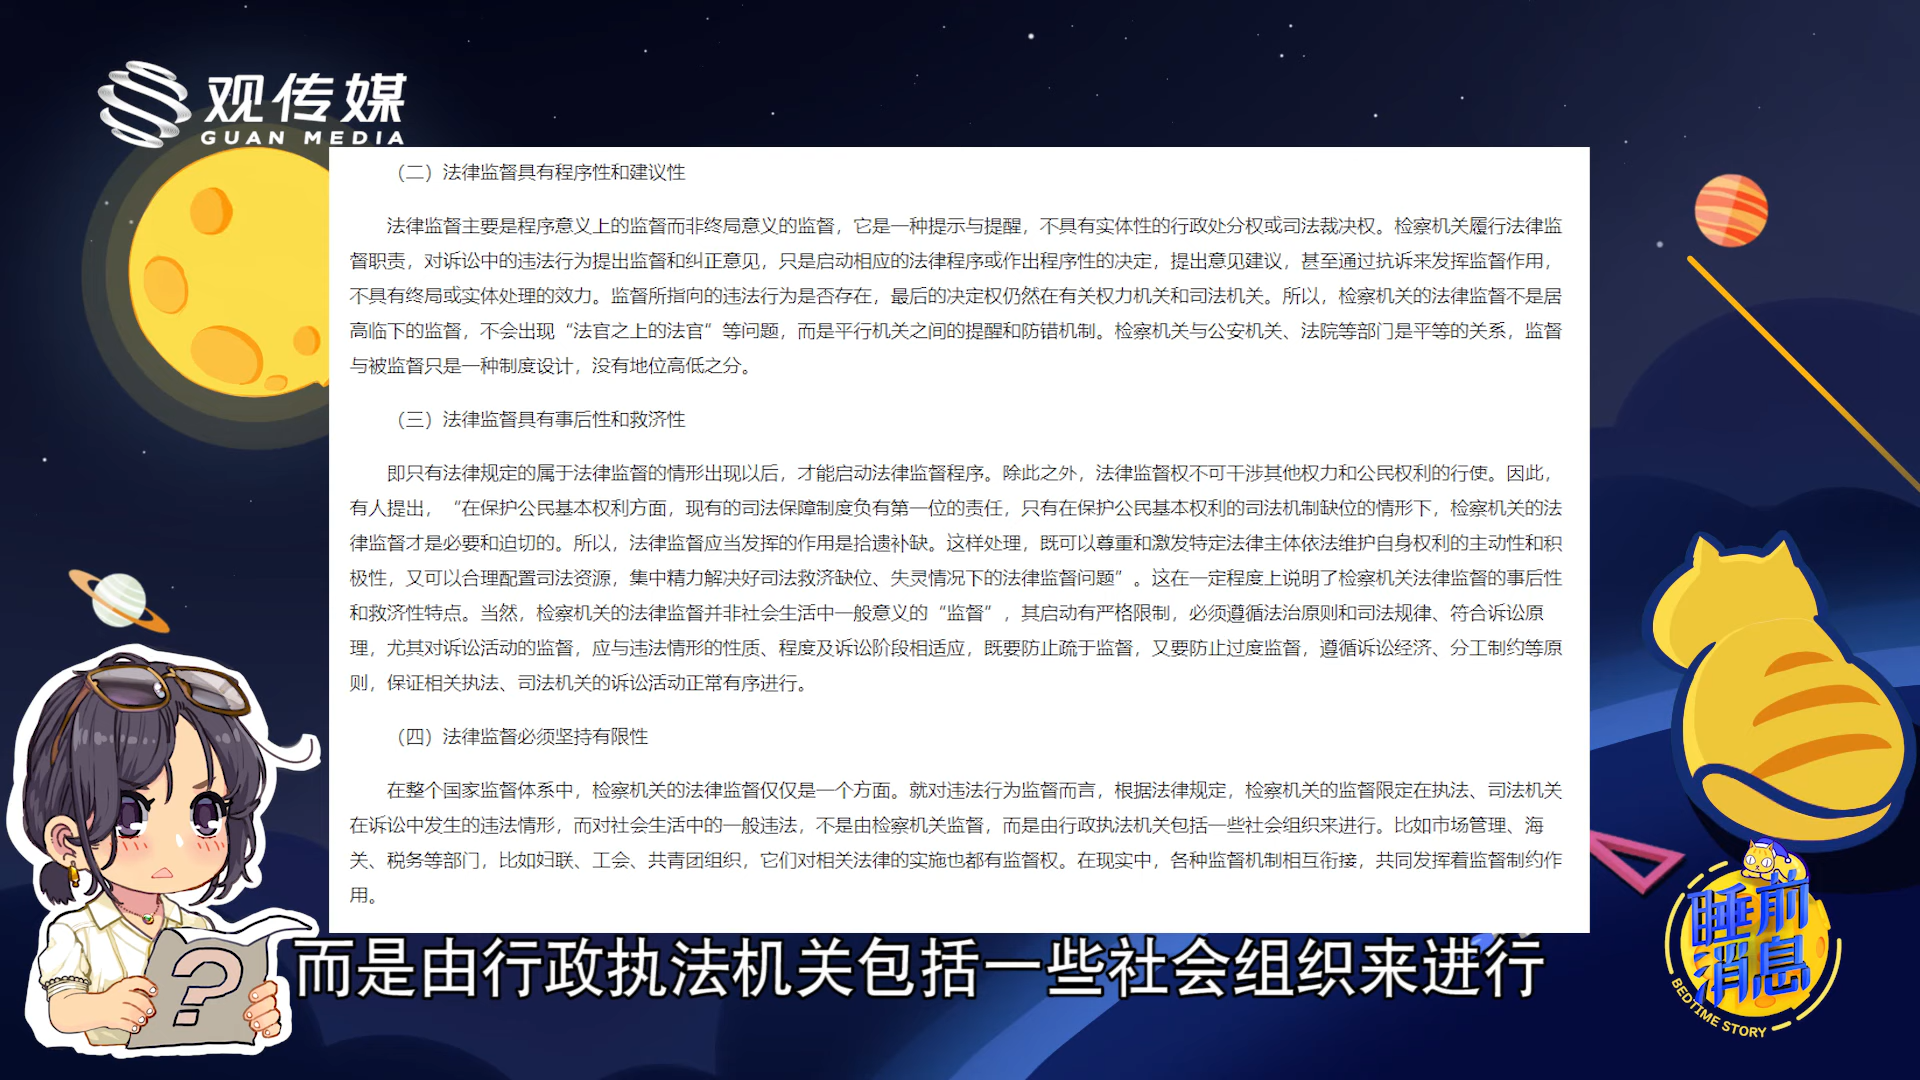 观传媒
GUAN MEDIA
（二）法律监督具有程序性和建议性
法律监督主要是程序意义上的监督而非终局意义的监督，它是一种提示与提醒，不具有实体性的行政处分权或司法裁决权。检察机关履行法律监
督职责，对诉讼中的违法行为提出监督和纠正意见，只是启动相应的法律程序或作出程序性的决定，提出意见建议，甚至通过抗诉来发挥监督作用，
不具有终局或实体处理的效力。监督所指向的违法行为是否存在，最后的决定权仍然在有关权力机关和司法机关。所以，检察机关的法律监督不是居
高临下的监督，不会出现“法官之上的法官”等问题，而是平行机关之间的提醒和防错机制。检察机关与公安机关、法院等部门是平等的关系，监督
与被监督只是一种制度设计，没有地位高低之分。
（三）法律监督具有事后性和救济性
即只有法律规定的属于法律监督的情形出现以后，才能启动法律监督程序。除此之外，法律监督权不可干涉其他权力和公民权利的行使。因此，
有人提出，“在保护公民基本权利方面，现有的司法保障制度负有第一位的责任，只有在保护公民基本权利的司法机制缺位的情形下，检察机关的法
律监督才是必要和迫切的。所以，法律监督应当发挥的作用是拾遗补缺。这样处理，既可以尊重和激发特定法律主体依法维护自身权利的主动性和积
极性，又可以合理配置司法资源，集中精力解决好司法救济缺位、失灵情况下的法律监督问题”。这在一定程度上说明了检察机关法律监督的事后性
和救济性特点。当然，检察机关的法律监督并非社会生活中一般意义的“监督”，其启动有严格限制，必须遵循法治原则和司法规律、符合诉讼原
理，尤其对诉讼活动的监督，应与违法情形的性质、程度及诉讼阶段相适应，既要防止疏于监督，又要防止过度监督，遵循诉讼经济、分工制约等原
则，保证相关执法、司法机关的诉讼活动正常有序进行。
（四）法律监督必须坚持有限性
在整个国家监督体系中，检察机关的法律监督仅仅是一个方面。就对违法行为监督而言，根据法律规定，检察机关的监督限定在执法、司法机关
在诉讼中发生的违法情形，而对社会生活中的一般违法，不是由检察机关监督，而是由行政执法机关包括一些社会组织来进行。比如市场管理、海
关、税务等部门，比如妇联、工会、共青团组织，它们对相关法律的实施也都有监督权。在现实中，各种监督机制相互衔接，共同发挥着监督制约作
用。
?
而是由行政执法机关包括一些社会组织来进行
睡前
消息
BEDTIME STORY